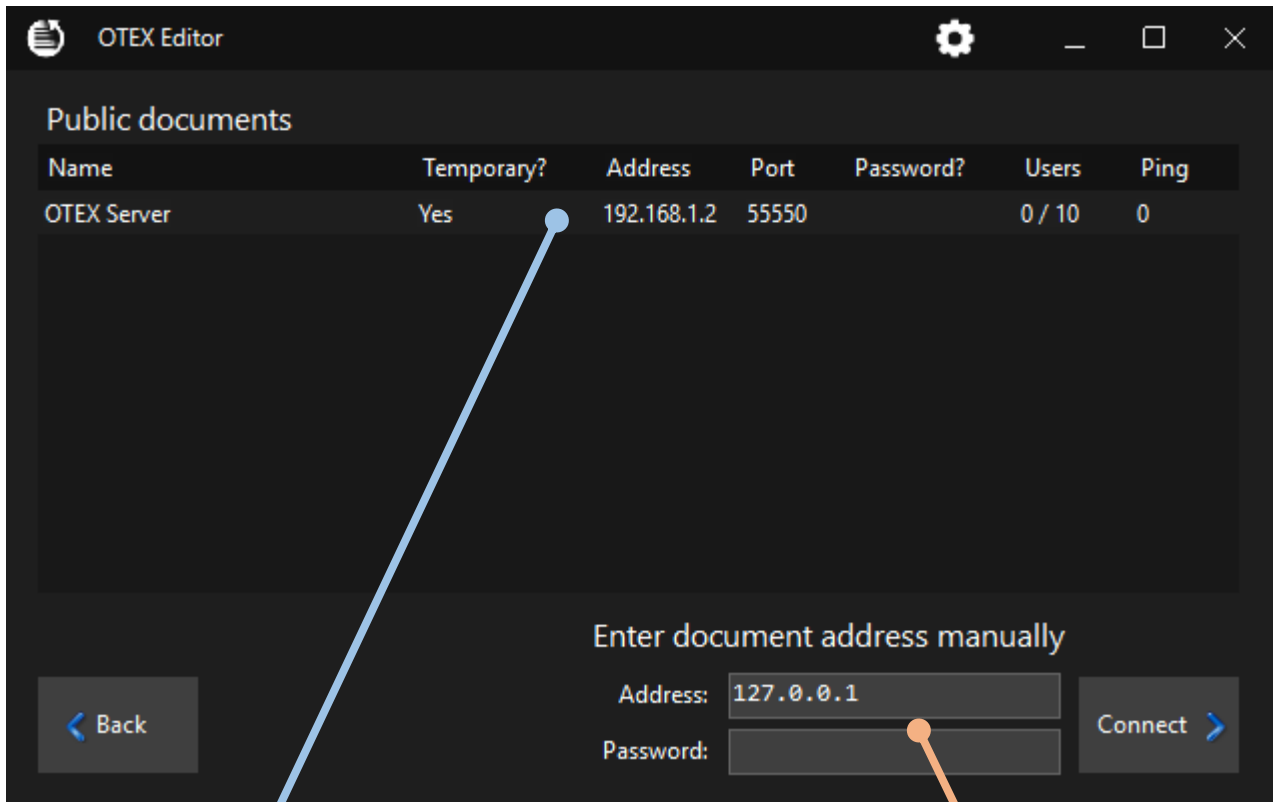 OTEX Editor
Public documents
Name Temporary? Address Port Password? Users Ping
OTEX Server Yes 192.168.1.2 55550 0 / 10 0
Enter document address manually
Address: 127.0.0.1
Password:
Back
Connect